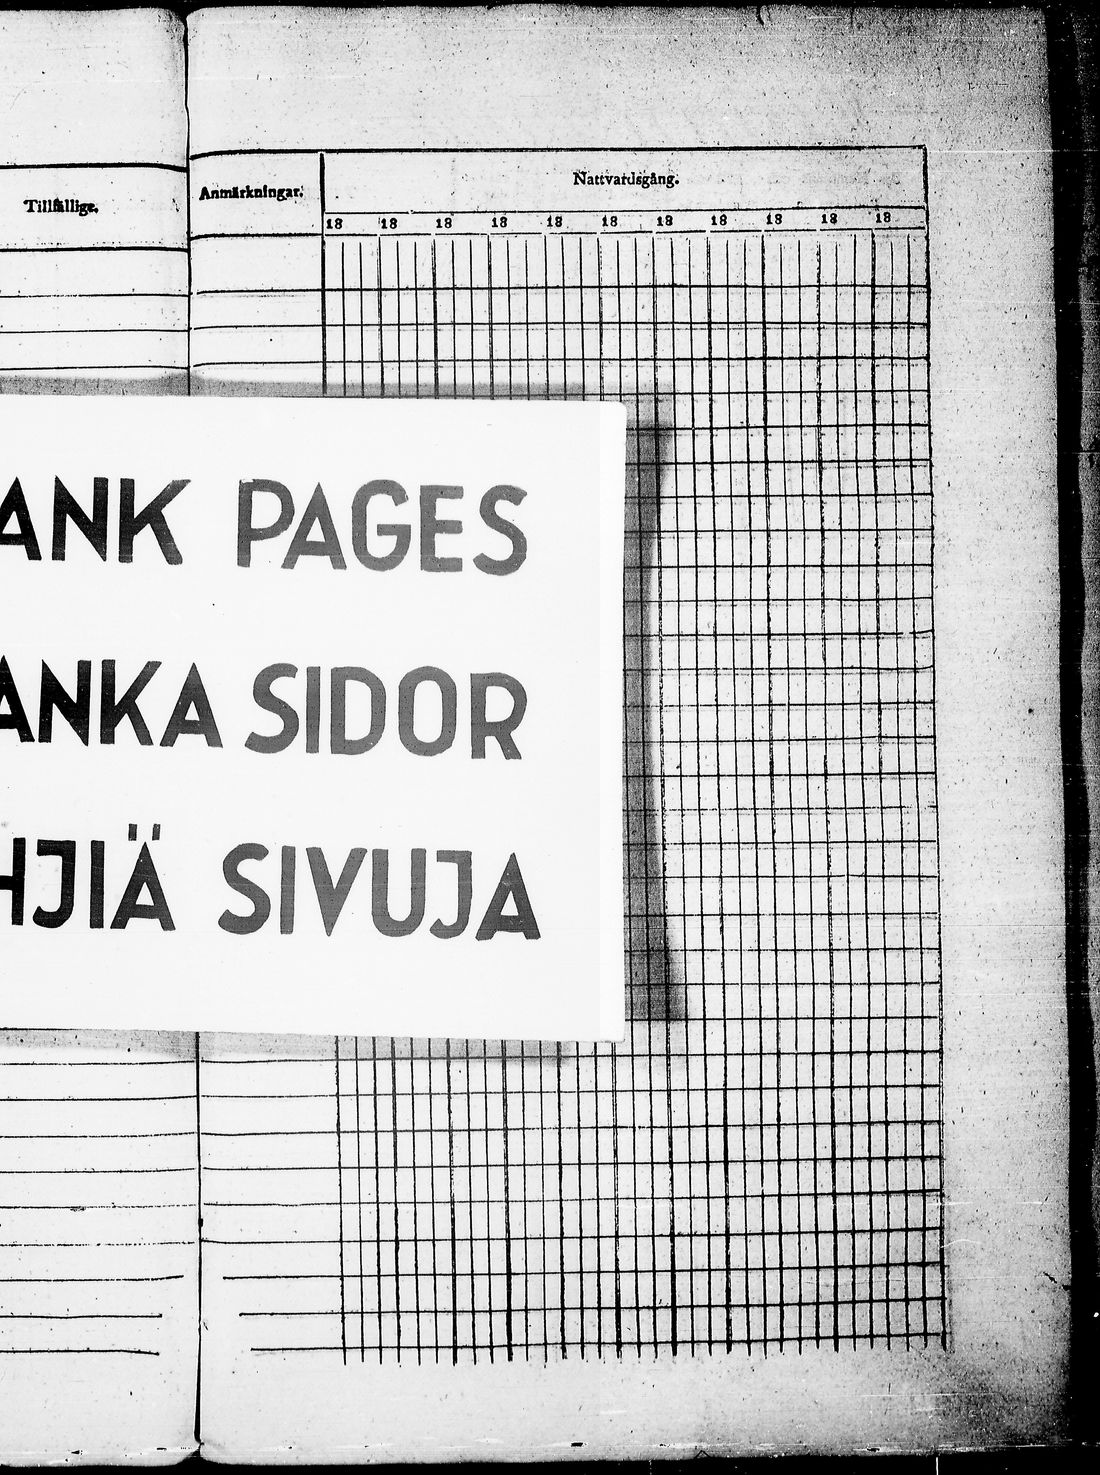 Tillfällige.
Anmärkningar.
Nattvardsgång.
18 18 18 18 18 18 18 18 18 18 18
ANK PAGES
ANKA SIDOR
HJIÄ SIVUJA